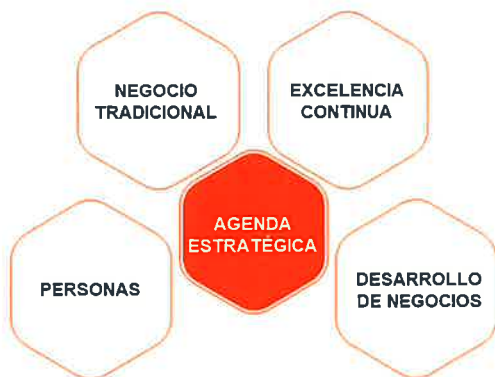 NEGOCIO
TRADICIONAL
EXCELENCIA
CONTINUA
AGENDA
ESTRATÉGICA
PERSONAS
DESARROLLO
DE NEGOCIOS